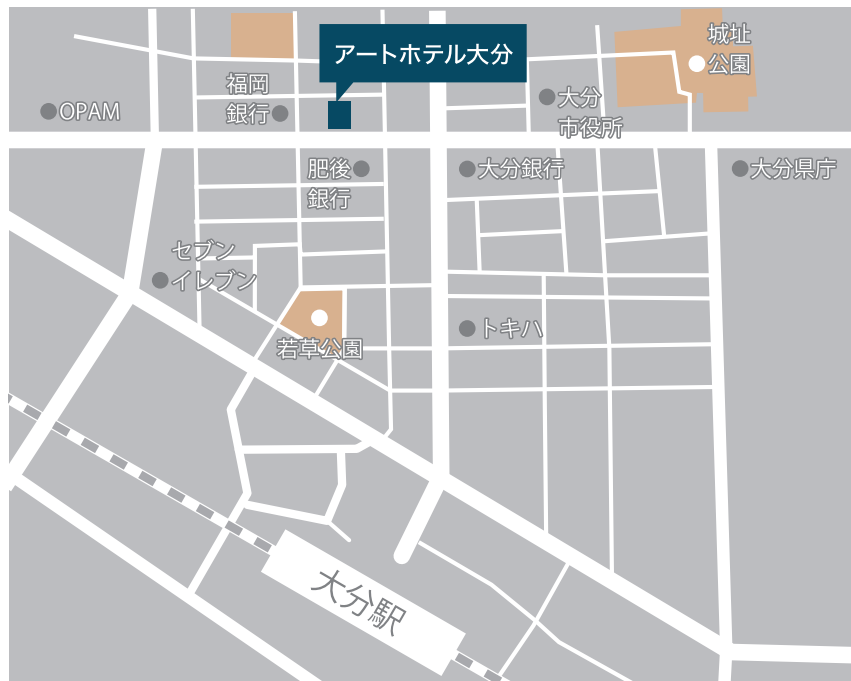 アートホテル大分
城址
公園
福岡
銀行
OPAM
大分
市役所
肥後
銀行
大分銀行
大分県庁
セブン
イレブン
トキハ
若草公園
大分駅